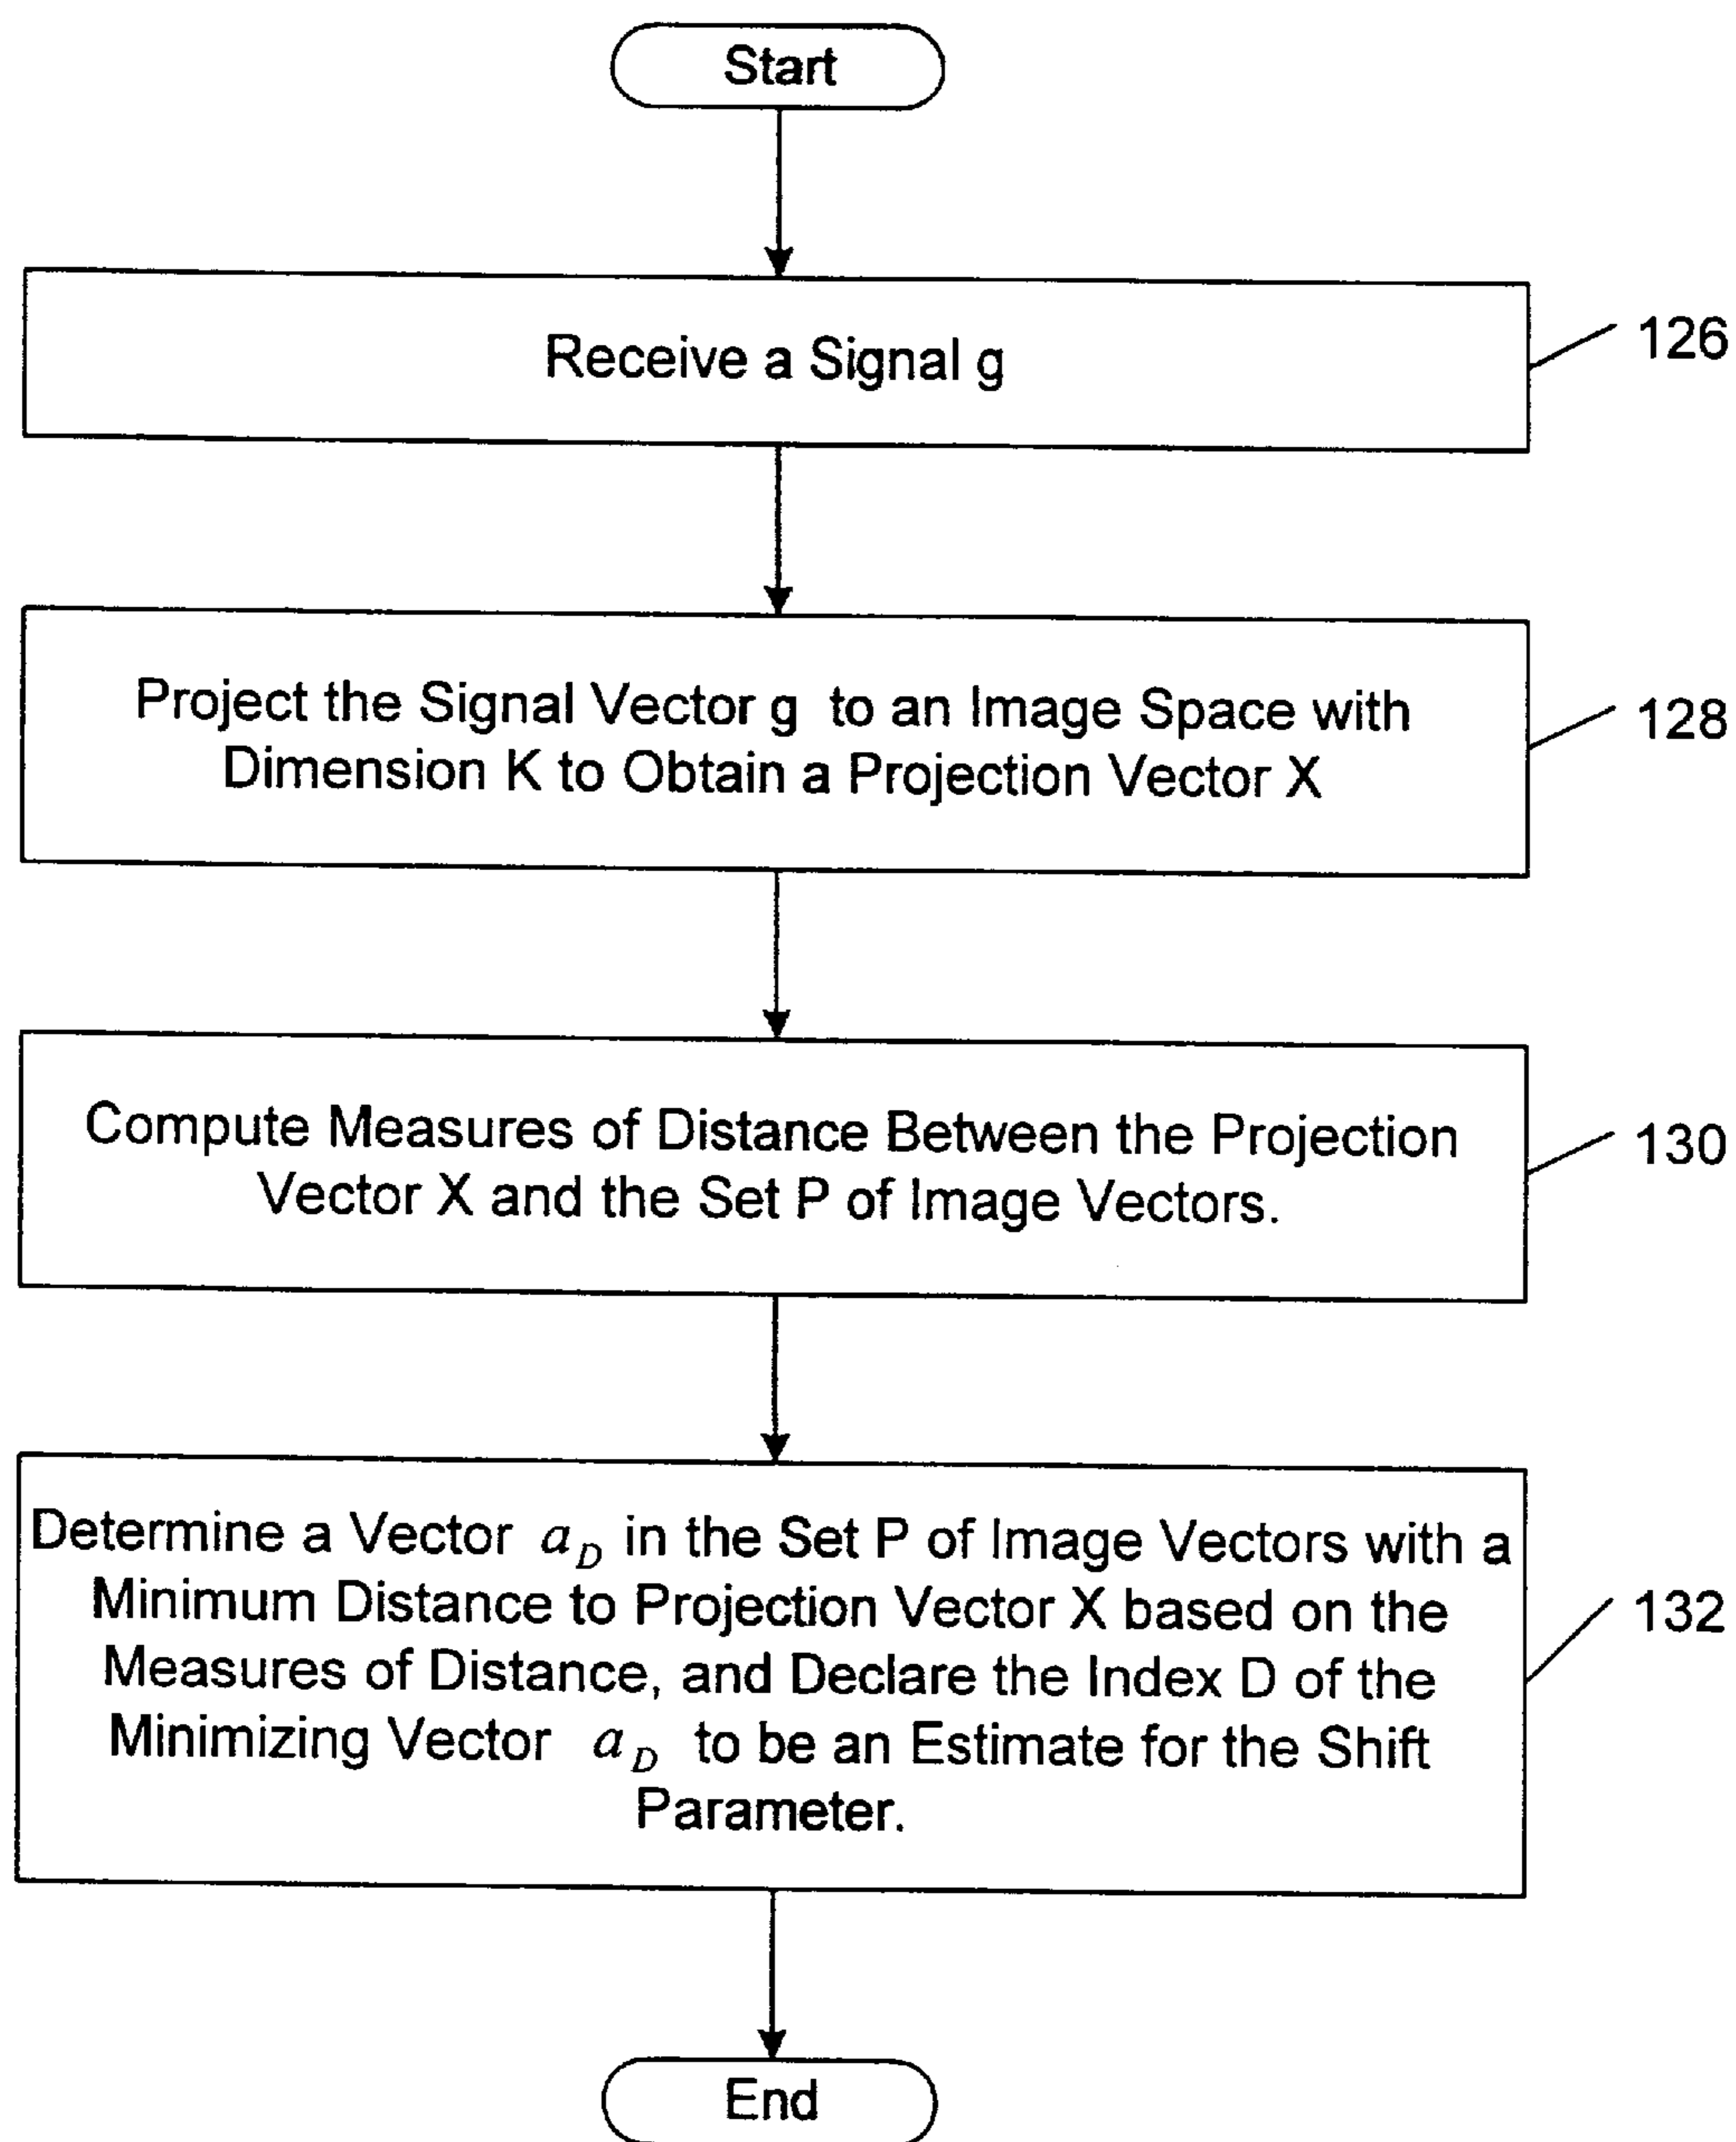 Start
Receive a Signal g
126
Project the Signal Vector g to an Image Space with
Dimension K to Obtain a Projection Vector X
128
Compute Measures of Distance Between the Projection
Vector X and the Set P of Image Vectors.
130
Determine a Vector a_D in the Set P of Image Vectors with a
Minimum Distance to Projection Vector X based on the
Measures of Distance, and Declare the Index D of the
Minimizing Vector a_D to be an Estimate for the Shift
Parameter.
132
End